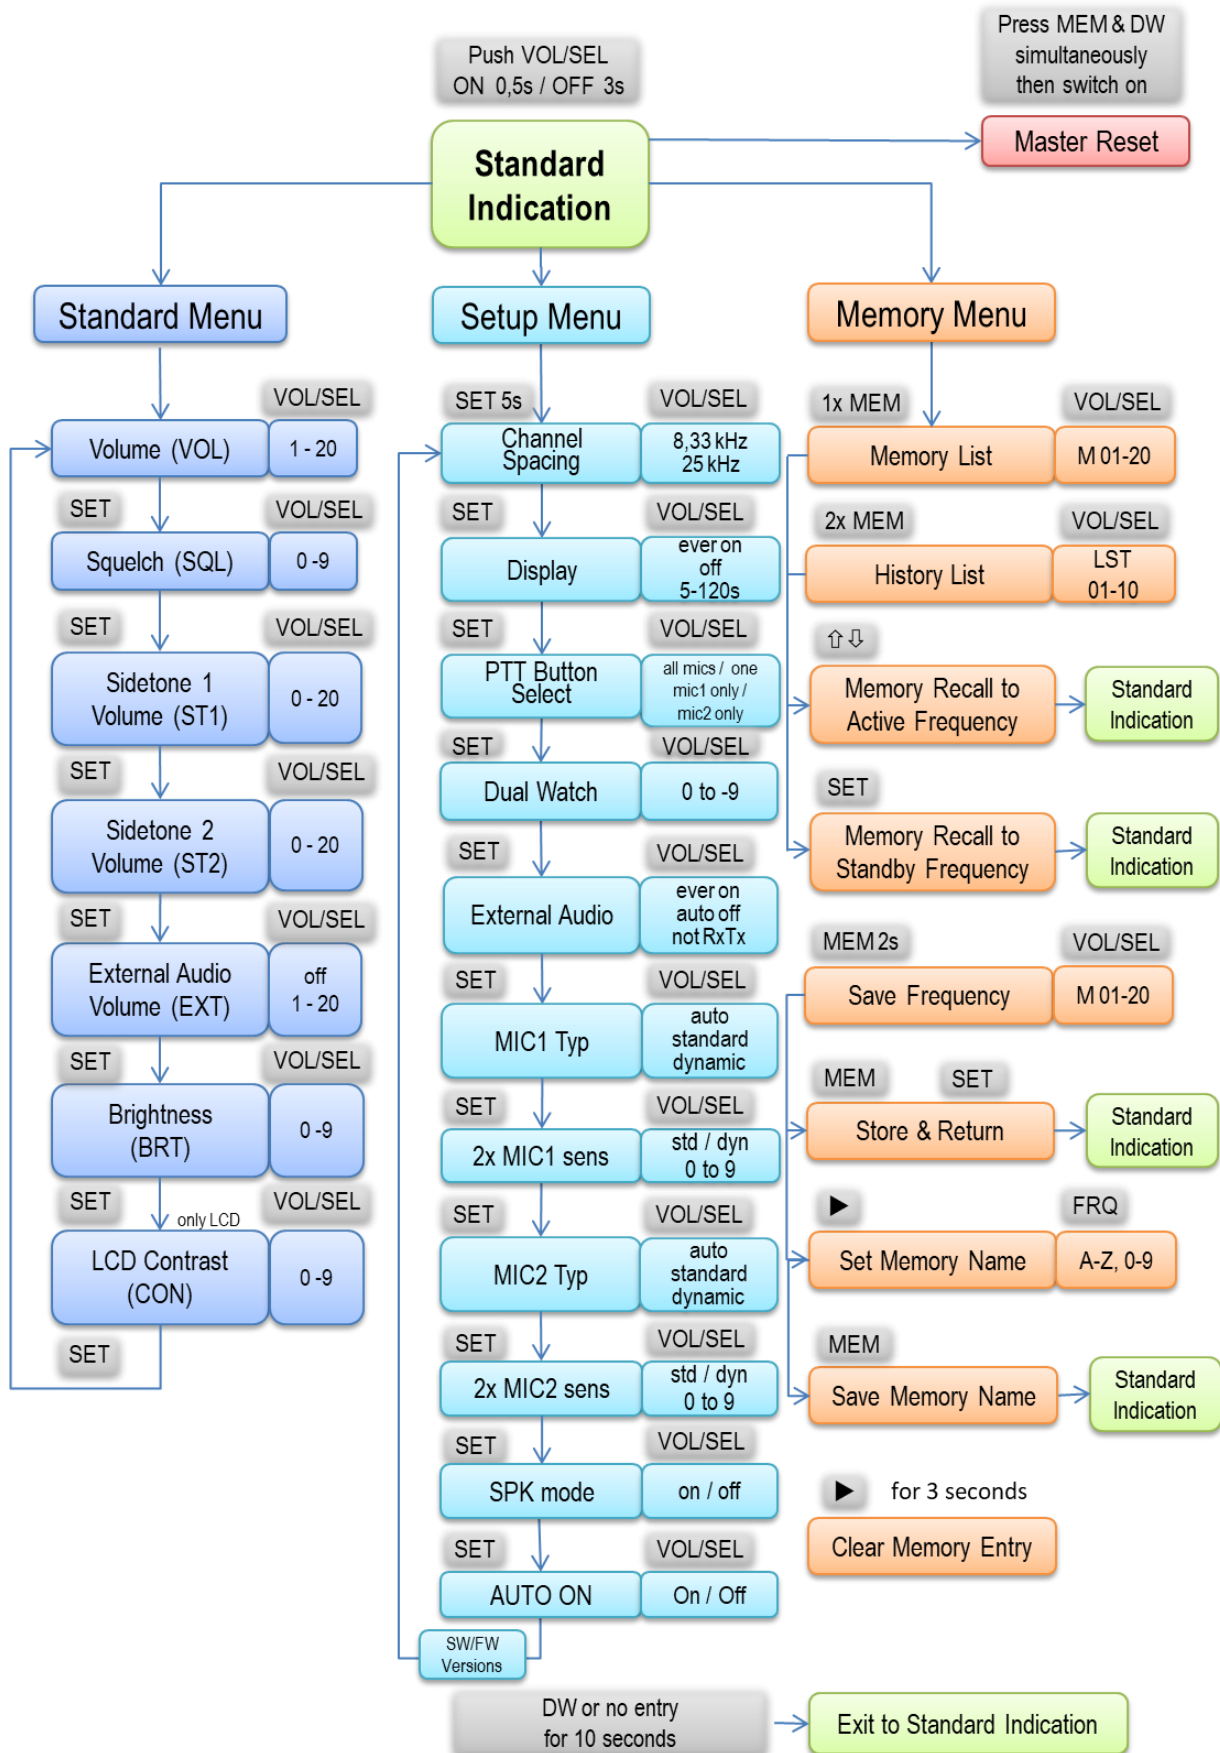 Push VOL/SEL
ON 0,5s / OFF 3s
Press MEM & DW
simultaneously
then switch on
Standard
Indication
Master Reset
Standard Menu
VOL/SEL
Volume (VOL)
1 - 20
SET
VOL/SEL
Squelch (SQL)
0 -9
SET
VOL/SEL
Sidetone 1
Volume (ST1)
0 - 20
SET
VOL/SEL
Sidetone 2
Volume (ST2)
0 - 20
SET
VOL/SEL
External Audio
Volume (EXT)
off
1 - 20
SET
VOL/SEL
Brightness
(BRT)
0 -9
SET
VOL/SEL
only LCD
LCD Contrast
(CON)
0 -9
SET
Setup Menu
SET 5s
VOL/SEL
Channel
Spacing
8,33 kHz
25 kHz
SET
VOL/SEL
Display
ever on
off
5-120s
SET
VOL/SEL
PTT Button
Select
all mics / one
mic1 only /
mic2 only
SET
VOL/SEL
Dual Watch
0 to -9
SET
VOL/SEL
External Audio
ever on
auto off
not RxTx
SET
VOL/SEL
MIC1 Typ
auto
standard
dynamic
SET
VOL/SEL
2x MIC1 sens
std / dyn
0 to 9
SET
VOL/SEL
MIC2 Typ
auto
standard
dynamic
SET
VOL/SEL
2x MIC2 sens
std / dyn
0 to 9
SET
VOL/SEL
SPK mode
on / off
SET
VOL/SEL
AUTO ON
On / Off
SW/FW
Versions
Memory Menu
1x MEM
VOL/SEL
Memory List
M 01-20
2x MEM
VOL/SEL
History List
LST
01-10
⇧⇩
Memory Recall to
Active Frequency
Standard
Indication
SET
Memory Recall to
Standby Frequency
Standard
Indication
MEM 2s
VOL/SEL
Save Frequency
M 01-20
MEM
SET
Store & Return
Standard
Indication
▶
FRQ
Set Memory Name
A-Z, 0-9
MEM
Save Memory Name
Standard
Indication
▶ for 3 seconds
Clear Memory Entry
DW or no entry
for 10 seconds
Exit to Standard Indication